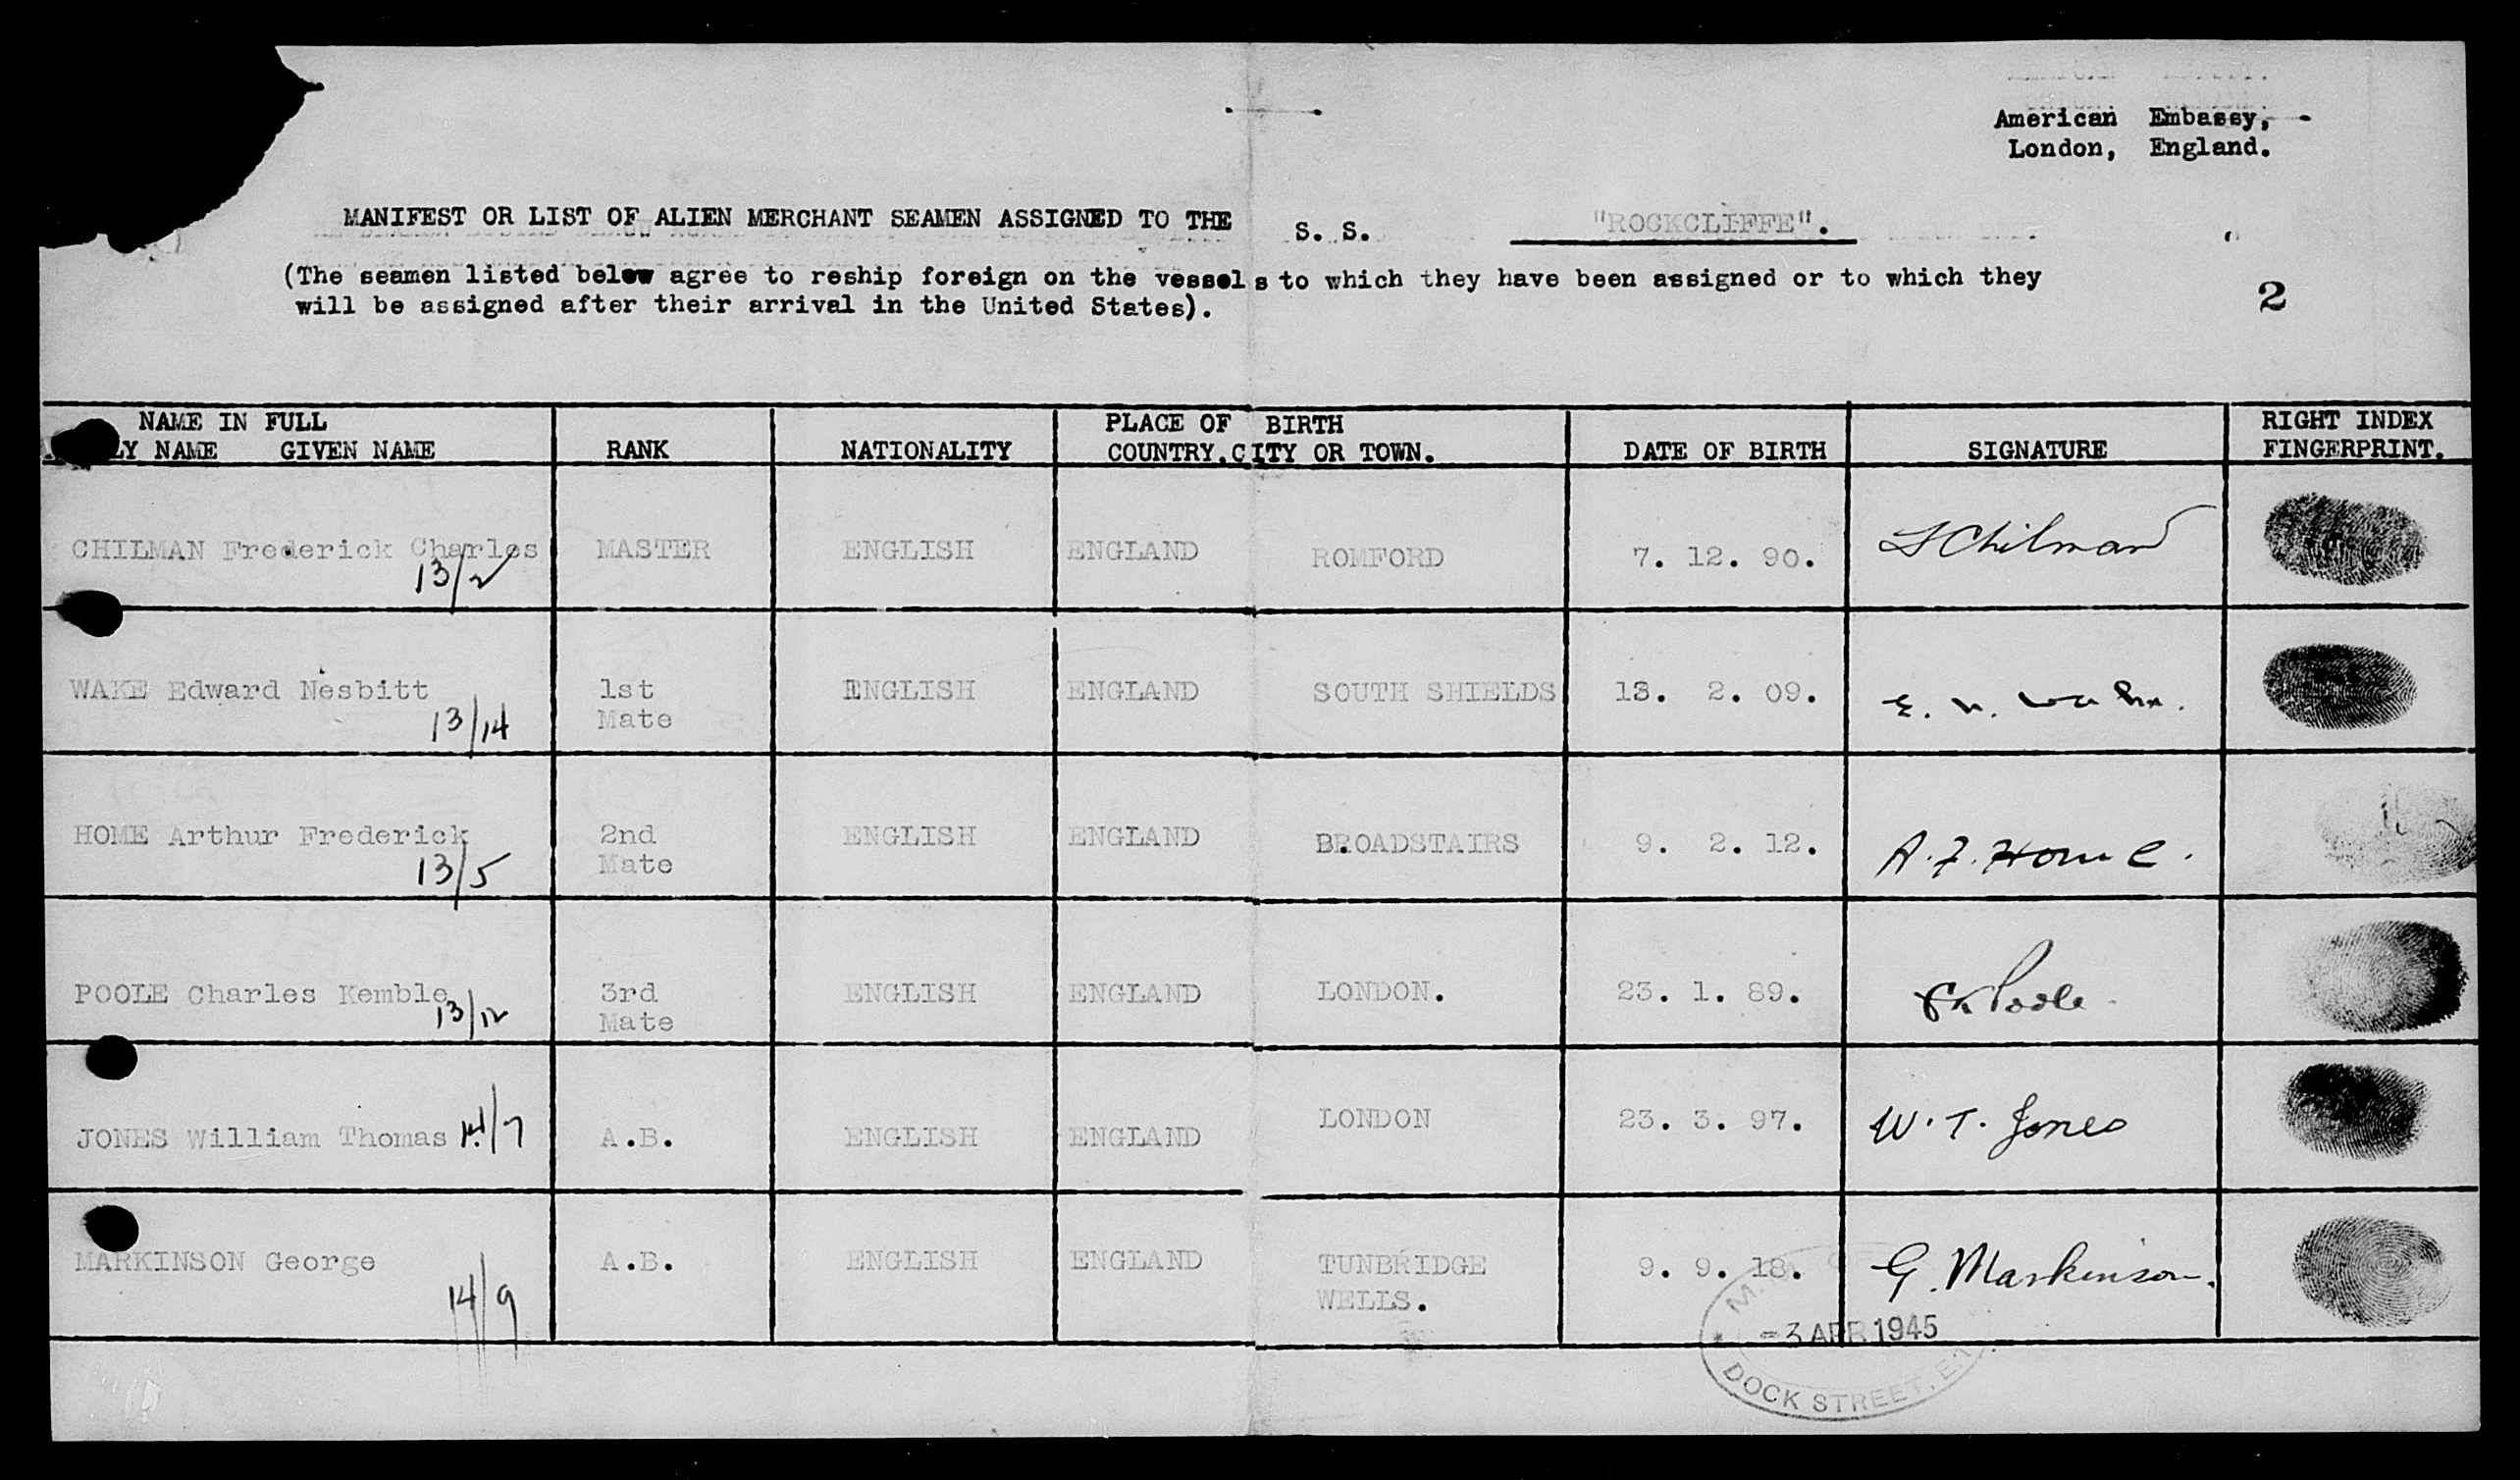 American Embassy,
London, England.
MANIFEST OR LIST OF ALIEN MERCHANT SEAMEN ASSIGNED TO THE S. S. "ROCKCLIFFE".
(The seamen listed below agree to reship foreign on the vessels to which they have been assigned or to which they
will be assigned after their arrival in the United States).
2
NAME IN FULL PLACE OF BIRTH RIGHT INDEX
LY NAME GIVEN NAME RANK NATIONALITY COUNTRY. CITY OR TOWN. DATE OF BIRTH SIGNATURE FINGERPRINT.
CHILMAN Frederick Charles MASTER ENGLISH ENGLAND ROMFORD 7. 12. 90. F Chilman
13/2
WAKE Edward Nesbitt 1st ENGLISH ENGLAND SOUTH SHIELDS 13. 2. 09. E. N. Wake.
13/14 Mate
HOME Arthur Frederick 2nd ENGLISH ENGLAND BROADSTAIRS 9. 2. 12. A. F. Home.
13/5 Mate
POOLE Charles Kemble 3rd ENGLISH ENGLAND LONDON. 23. 1. 89. CK Poole
13/12 Mate
JONES William Thomas 14/7 A.B. ENGLISH ENGLAND LONDON 23. 3. 97. W. T. Jones
MARKINSON George A.B. ENGLISH ENGLAND TUNBRIDGE 9. 9. 18. G. Markinson.
14/9 WELLS.
-3 APR 1945
DOCK STREET, E.1